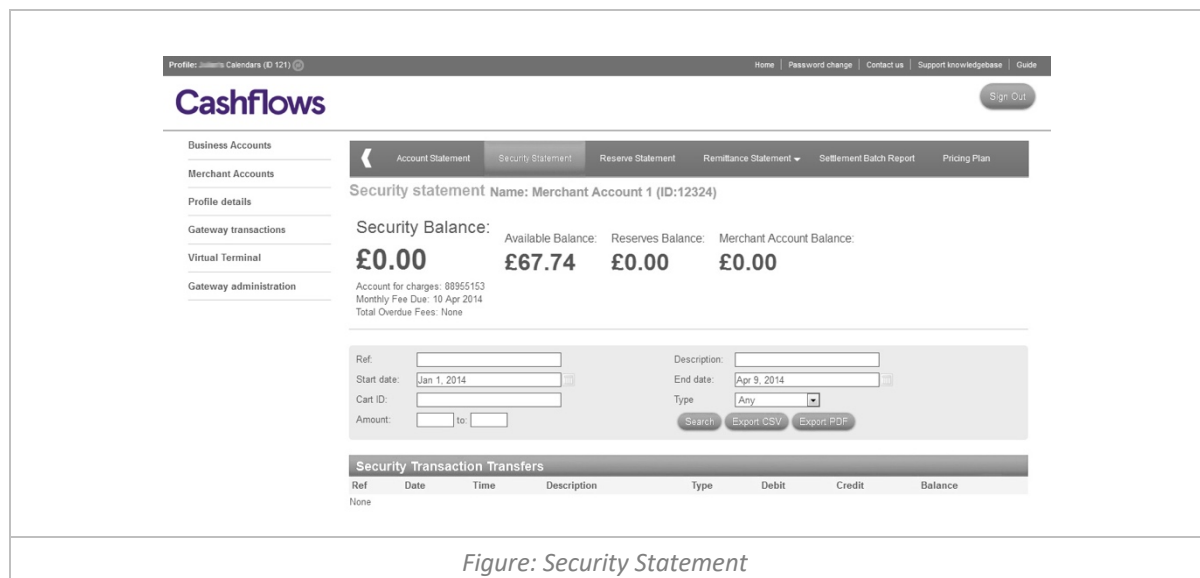 Profile: Calendars (ID 121)
Home | Password change | Contact us | Support knowledgebase | Guide
Cashflows
Sign Out
Business Accounts
Merchant Accounts
Profile details
Gateway transactions
Virtual Terminal
Gateway administration
Account Statement Security Statement Reserve Statement Remittance Statement Settlement Batch Report Pricing Plan
Security statement Name: Merchant Account 1 (ID:12324)
Security Balance: Available Balance: Reserves Balance: Merchant Account Balance:
£0.00 £67.74 £0.00 £0.00
Account for charges: 88955153
Monthly Fee Due: 10 Apr 2014
Total Overdue Fees: None
Ref: Description:
Start date: Jan 1, 2014 End date: Apr 9, 2014
Cart ID: Type Any
Amount: to: Search Export CSV Export PDF
Security Transaction Transfers
Ref Date Time Description Type Debit Credit Balance
None
Figure: Security Statement